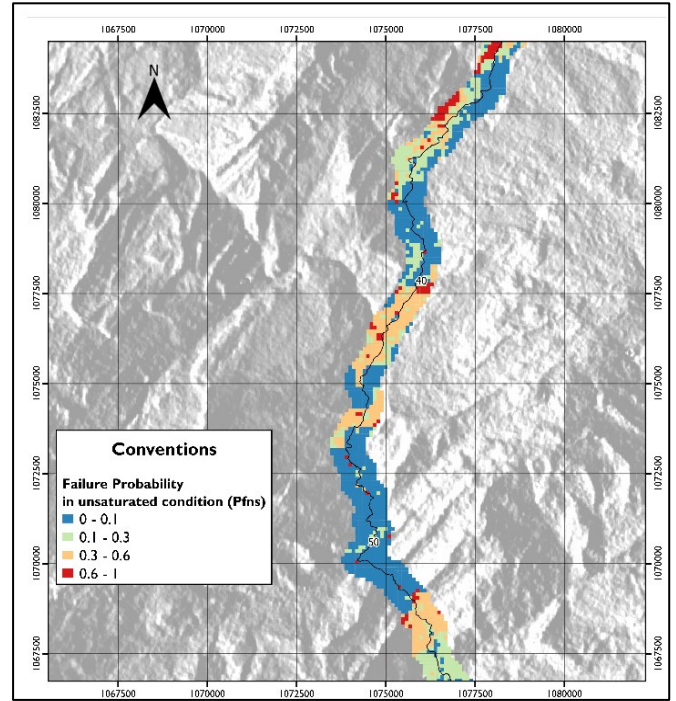 1067500 1070000 1072500 1075000 1077500 1080000
N
1082500 1082500
1080000 1080000
40
1077500 1077500
1075000 1075000
Conventions
Failure Probability
in unsaturated condition (Pfns)
0 - 0.1
0.1 - 0.3
0.3 - 0.6
0.6 - 1
1072500 1072500
50
1070000 1070000
1067500 1067500
1067500 1070000 1072500 1075000 1077500 1080000